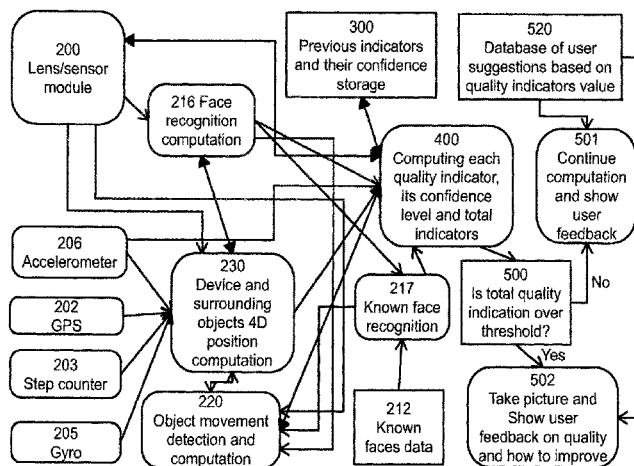 200
Lens/sensor
module
216 Face
recognition
computation
300
Previous indicators
and their confidence
storage
520
Database of user
suggestions based on
quality indicators value
400
Computing each
quality indicator,
its confidence
level and total
indicators
501
Continue
computation
and show
user
feedback
206
Accelerometer
202
GPS
203
Step counter
205
Gyro
230
Device and
surrounding
objects 4D
position
computation
217
Known face
recognition
500
Is total quality
indication over
threshold?
No
Yes
220
Object movement
detection and
computation
212
Known
faces data
502
Take picture and
Show user
feedback on quality
and how to improve